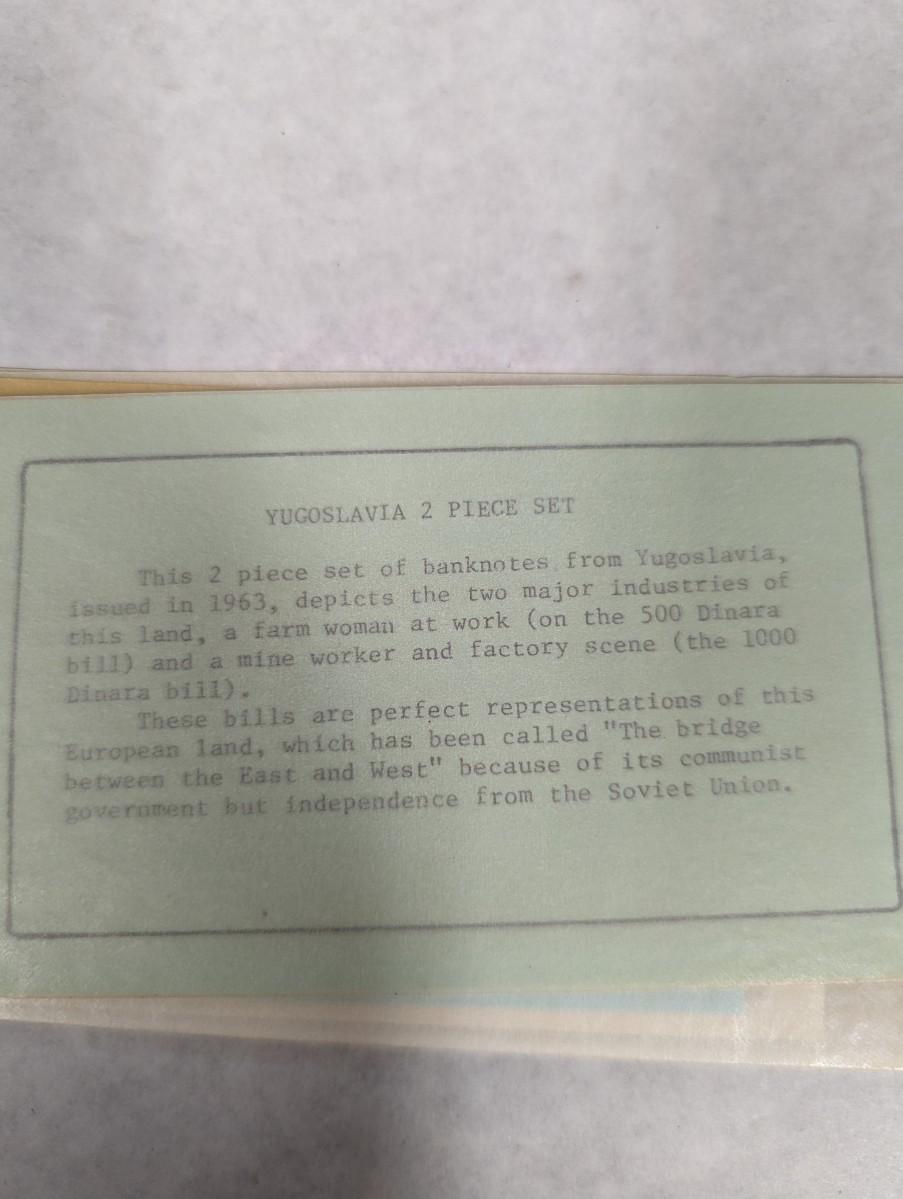 YUGOSLAVIA 2 PIECE SET
This 2 piece set of banknotes from Yugoslavia,
issued in 1963, depicts the two major industries of
this land, a farm woman at work (on the 500 Dinara
bill) and a mine worker and factory scene (the 1000
Dinara bill).
These bills are perfect representations of this
European land, which has been called "The bridge
between the East and West" because of its communist
government but independence from the Soviet Union.